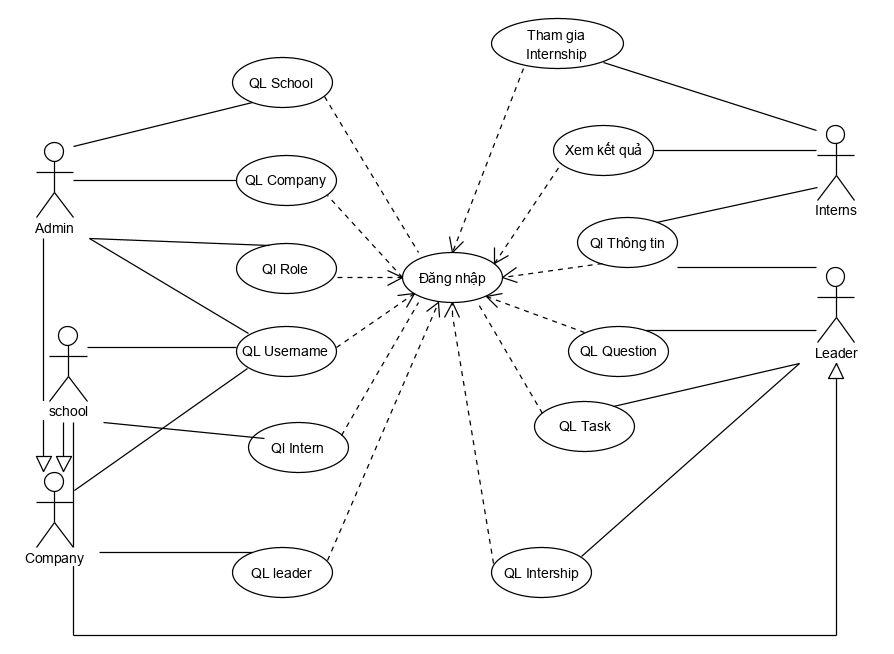 Tham gia
Internship
QL School
Xem kết quả
QL Company
Interns
Admin
Ql Thông tin
Ql Role
Đăng nhập
QL Username
QL Question
Leader
school
QL Task
Ql Intern
Company
QL leader
QL Intership